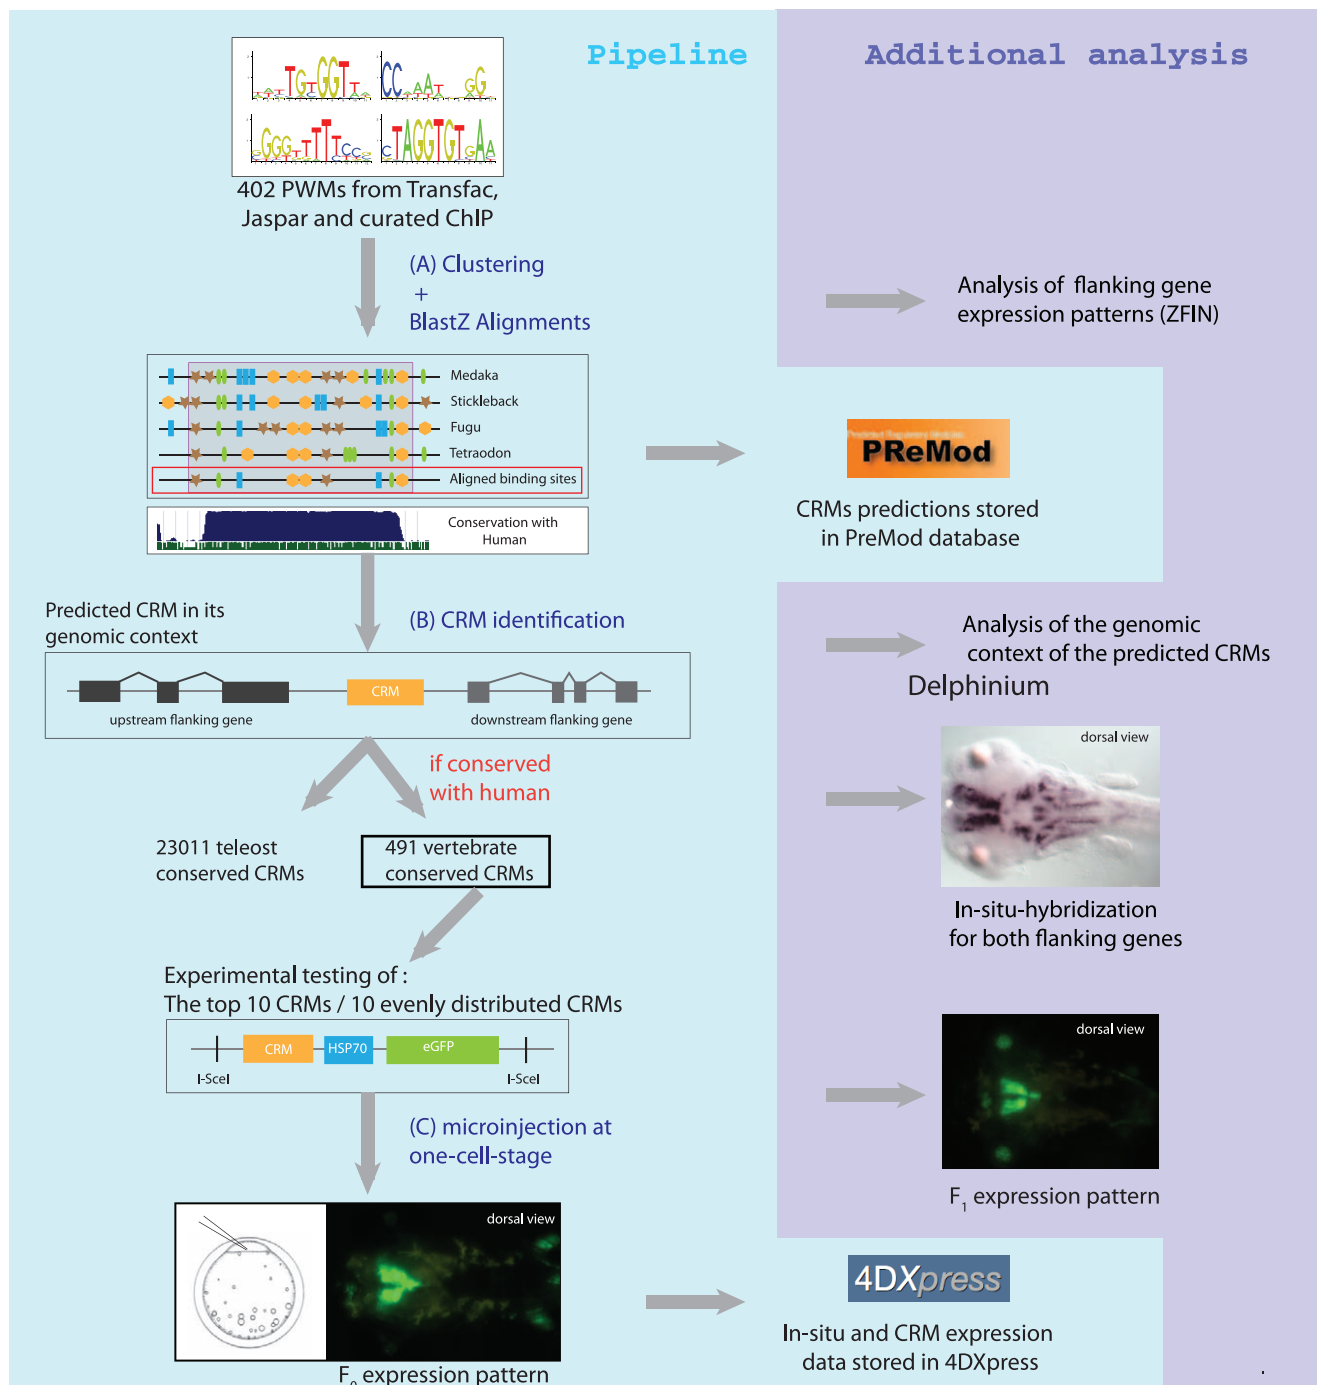 Pipeline
Additional analysis
402 PWMs from Transfac,
Jaspar and curated ChIP
(A) Clustering
+
BlastZ Alignments
Analysis of flanking gene
expression patterns (ZFIN)
Medaka
Stickleback
Fugu
Tetraodon
Aligned binding sites
PReMod
CRMs predictions stored
in PreMod database
Conservation with
Human
(B) CRM identification
Predicted CRM in its
genomic context
CRM
upstream flanking gene
downstream flanking gene
Analysis of the genomic
context of the predicted CRMs
Delphinium
dorsal view
In-situ-hybridization
for both flanking genes
if conserved
with human
23011 teleost
conserved CRMs
491 vertebrate
conserved CRMs
Experimental testing of :
The top 10 CRMs / 10 evenly distributed CRMs
CRM
HSP70
eGFP
I-SceI
I-SceI
dorsal view
F1 expression pattern
(C) microinjection at
one-cell-stage
dorsal view
F0 expression pattern
4DXpress
In-situ and CRM expression
data stored in 4DXpress